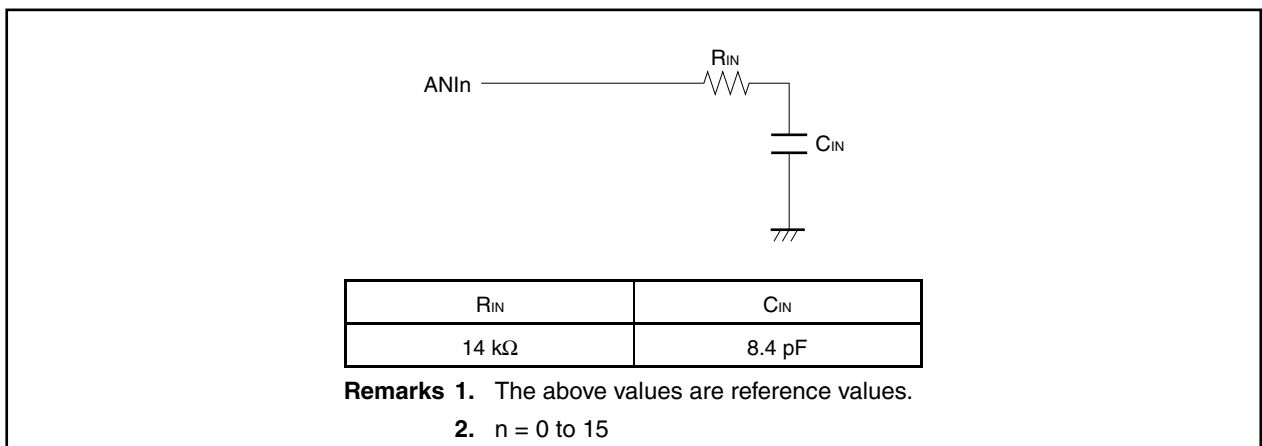 RIN
ANIn
CIN
RIN CIN
14 kΩ 8.4 pF
Remarks 1. The above values are reference values.
2. n = 0 to 15